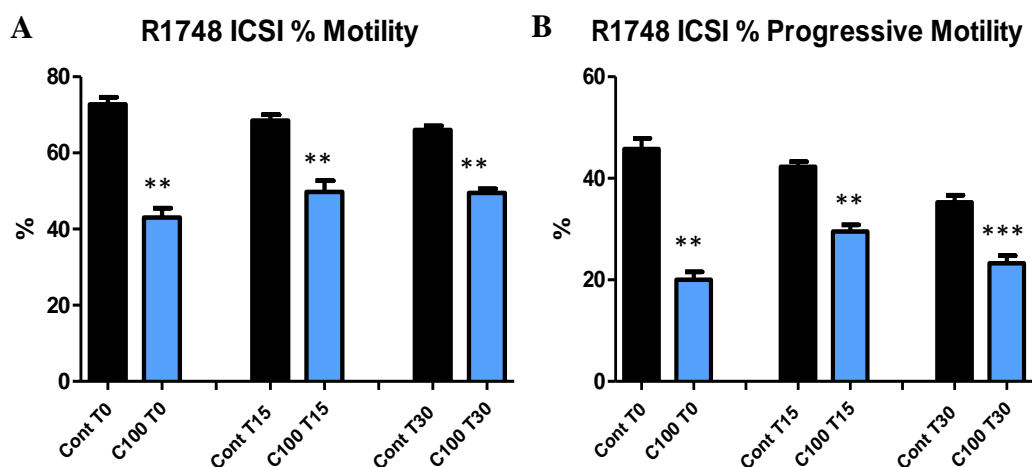 A
R1748 ICSI % Motility
80
60
40
20
0
%
**
**
**
Cont T0
C100 T0
Cont T15
C100 T15
Cont T30
C100 T30
B
R1748 ICSI % Progressive Motility
60
40
20
0
%
**
**
***
Cont T0
C100 T0
Cont T15
C100 T15
Cont T30
C100 T30